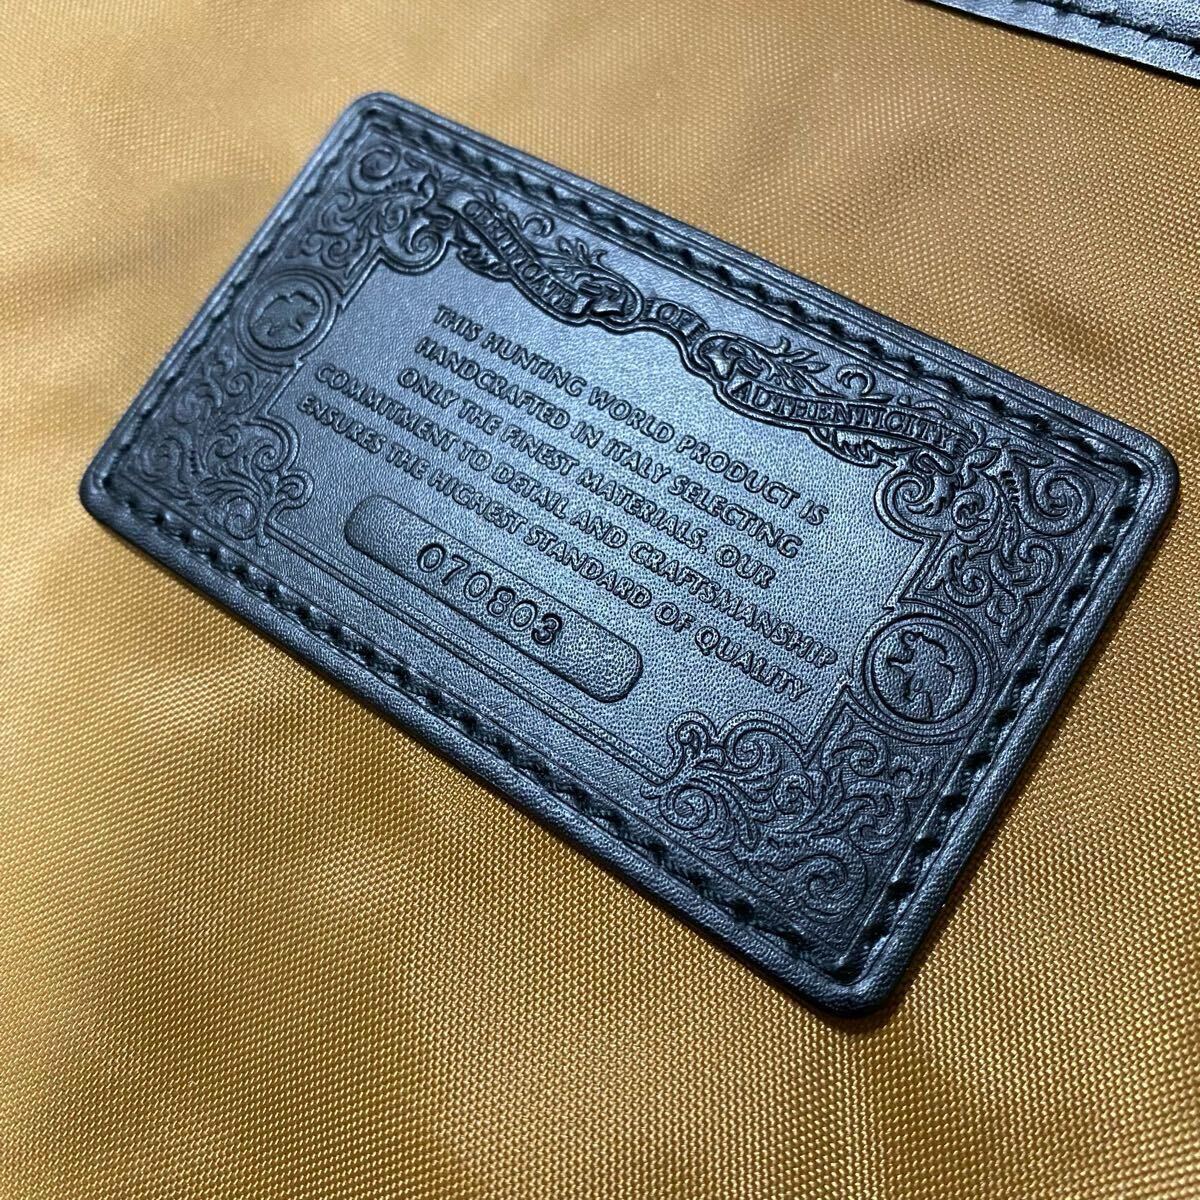 CERTIFICATE OF AUTHENTICITY
THIS HUNTING WORLD PRODUCT IS
HANDCRAFTED IN ITALY SELECTING
ONLY THE FINEST MATERIALS. OUR
COMMITMENT TO DETAIL AND CRAFTSMANSHIP
ENSURES THE HIGHEST STANDARD OF QUALITY
070803